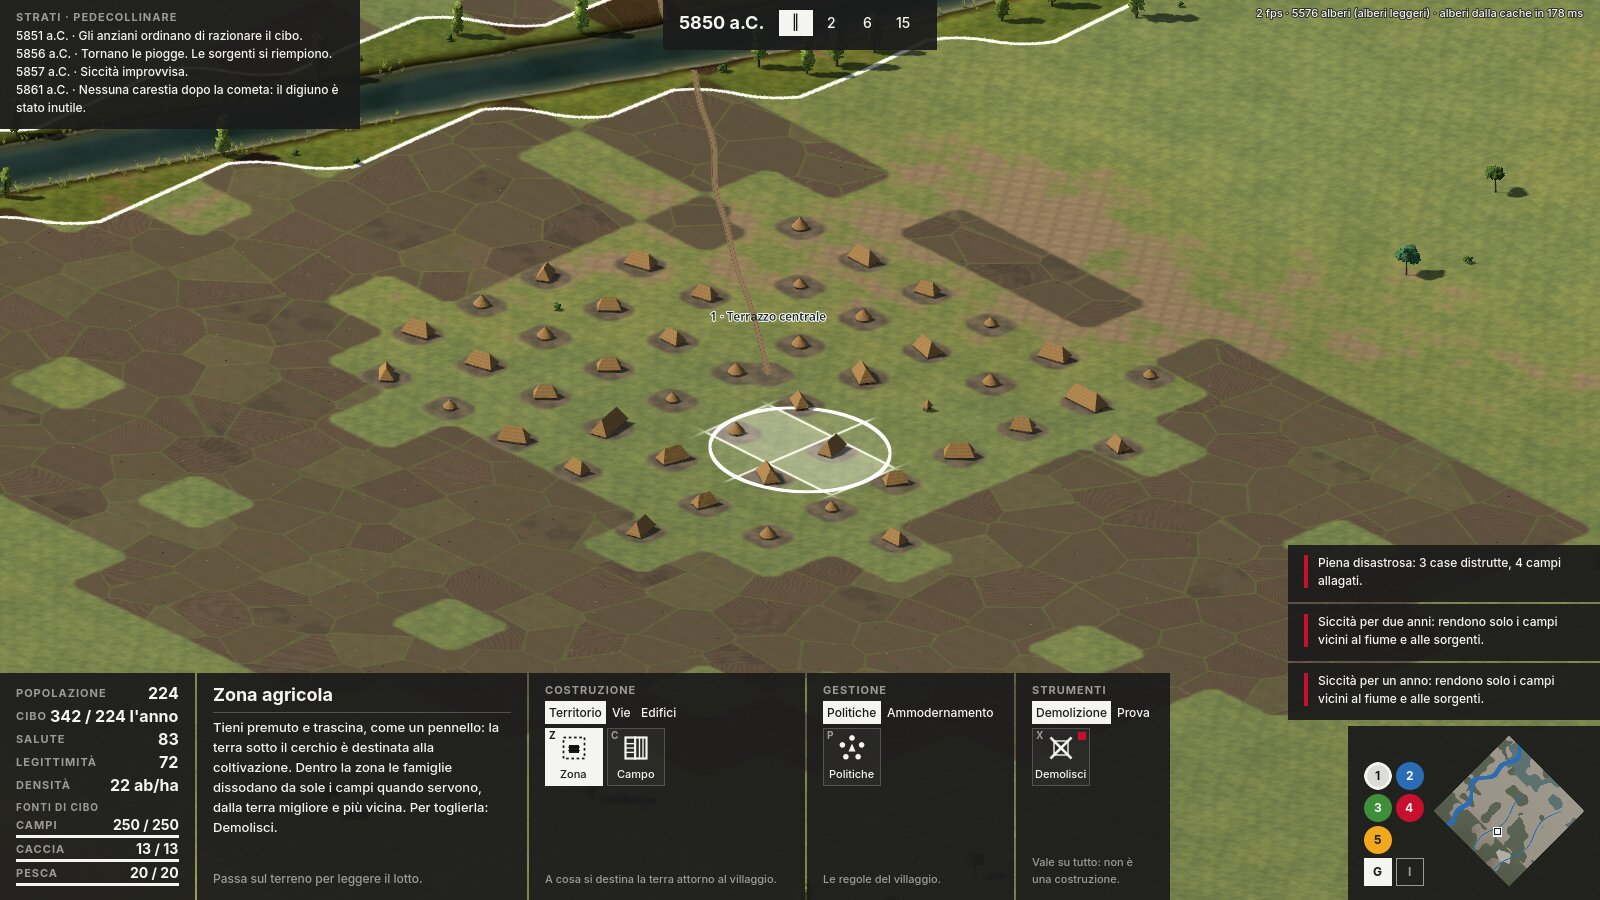 STRATI · PEDECOLLINARE
5851 a.C. · Gli anziani ordinano di razionare il cibo.
5856 a.C. · Tornano le piogge. Le sorgenti si riempiono.
5857 a.C. · Siccità improvvisa.
5861 a.C. · Nessuna carestia dopo la cometa: il digiuno è
stato inutile.
5850 a.C. ║ 2 6 15
2 fps · 5576 alberi (alberi leggeri) · alberi dalla cache in 178 ms
1 · Terrazzo centrale
Piena disastrosa: 3 case distrutte, 4 campi
allagati.
Siccità per due anni: rendono solo i campi
vicini al fiume e alle sorgenti.
Siccità per un anno: rendono solo i campi
vicini al fiume e alle sorgenti.
POPOLAZIONE 224
CIBO 342 / 224 l'anno
SALUTE 83
LEGITTIMITÀ 72
DENSITÀ 22 ab/ha
FONTI DI CIBO
CAMPI 250 / 250
CACCIA 13 / 13
PESCA 20 / 20
Zona agricola
Tieni premuto e trascina, come un pennello: la
terra sotto il cerchio è destinata alla
coltivazione. Dentro la zona le famiglie
dissodano da sole i campi quando servono,
dalla terra migliore e più vicina. Per toglierla:
Demolisci.
Passa sul terreno per leggere il lotto.
COSTRUZIONE
Territorio Vie Edifici
Z C
Zona Campo
A cosa si destina la terra attorno al villaggio.
GESTIONE
Politiche Ammodernamento
P
Politiche
Le regole del villaggio.
STRUMENTI
Demolizione Prova
X
Demolisci
Vale su tutto: non è
una costruzione.
1 2
3 4
5
G I